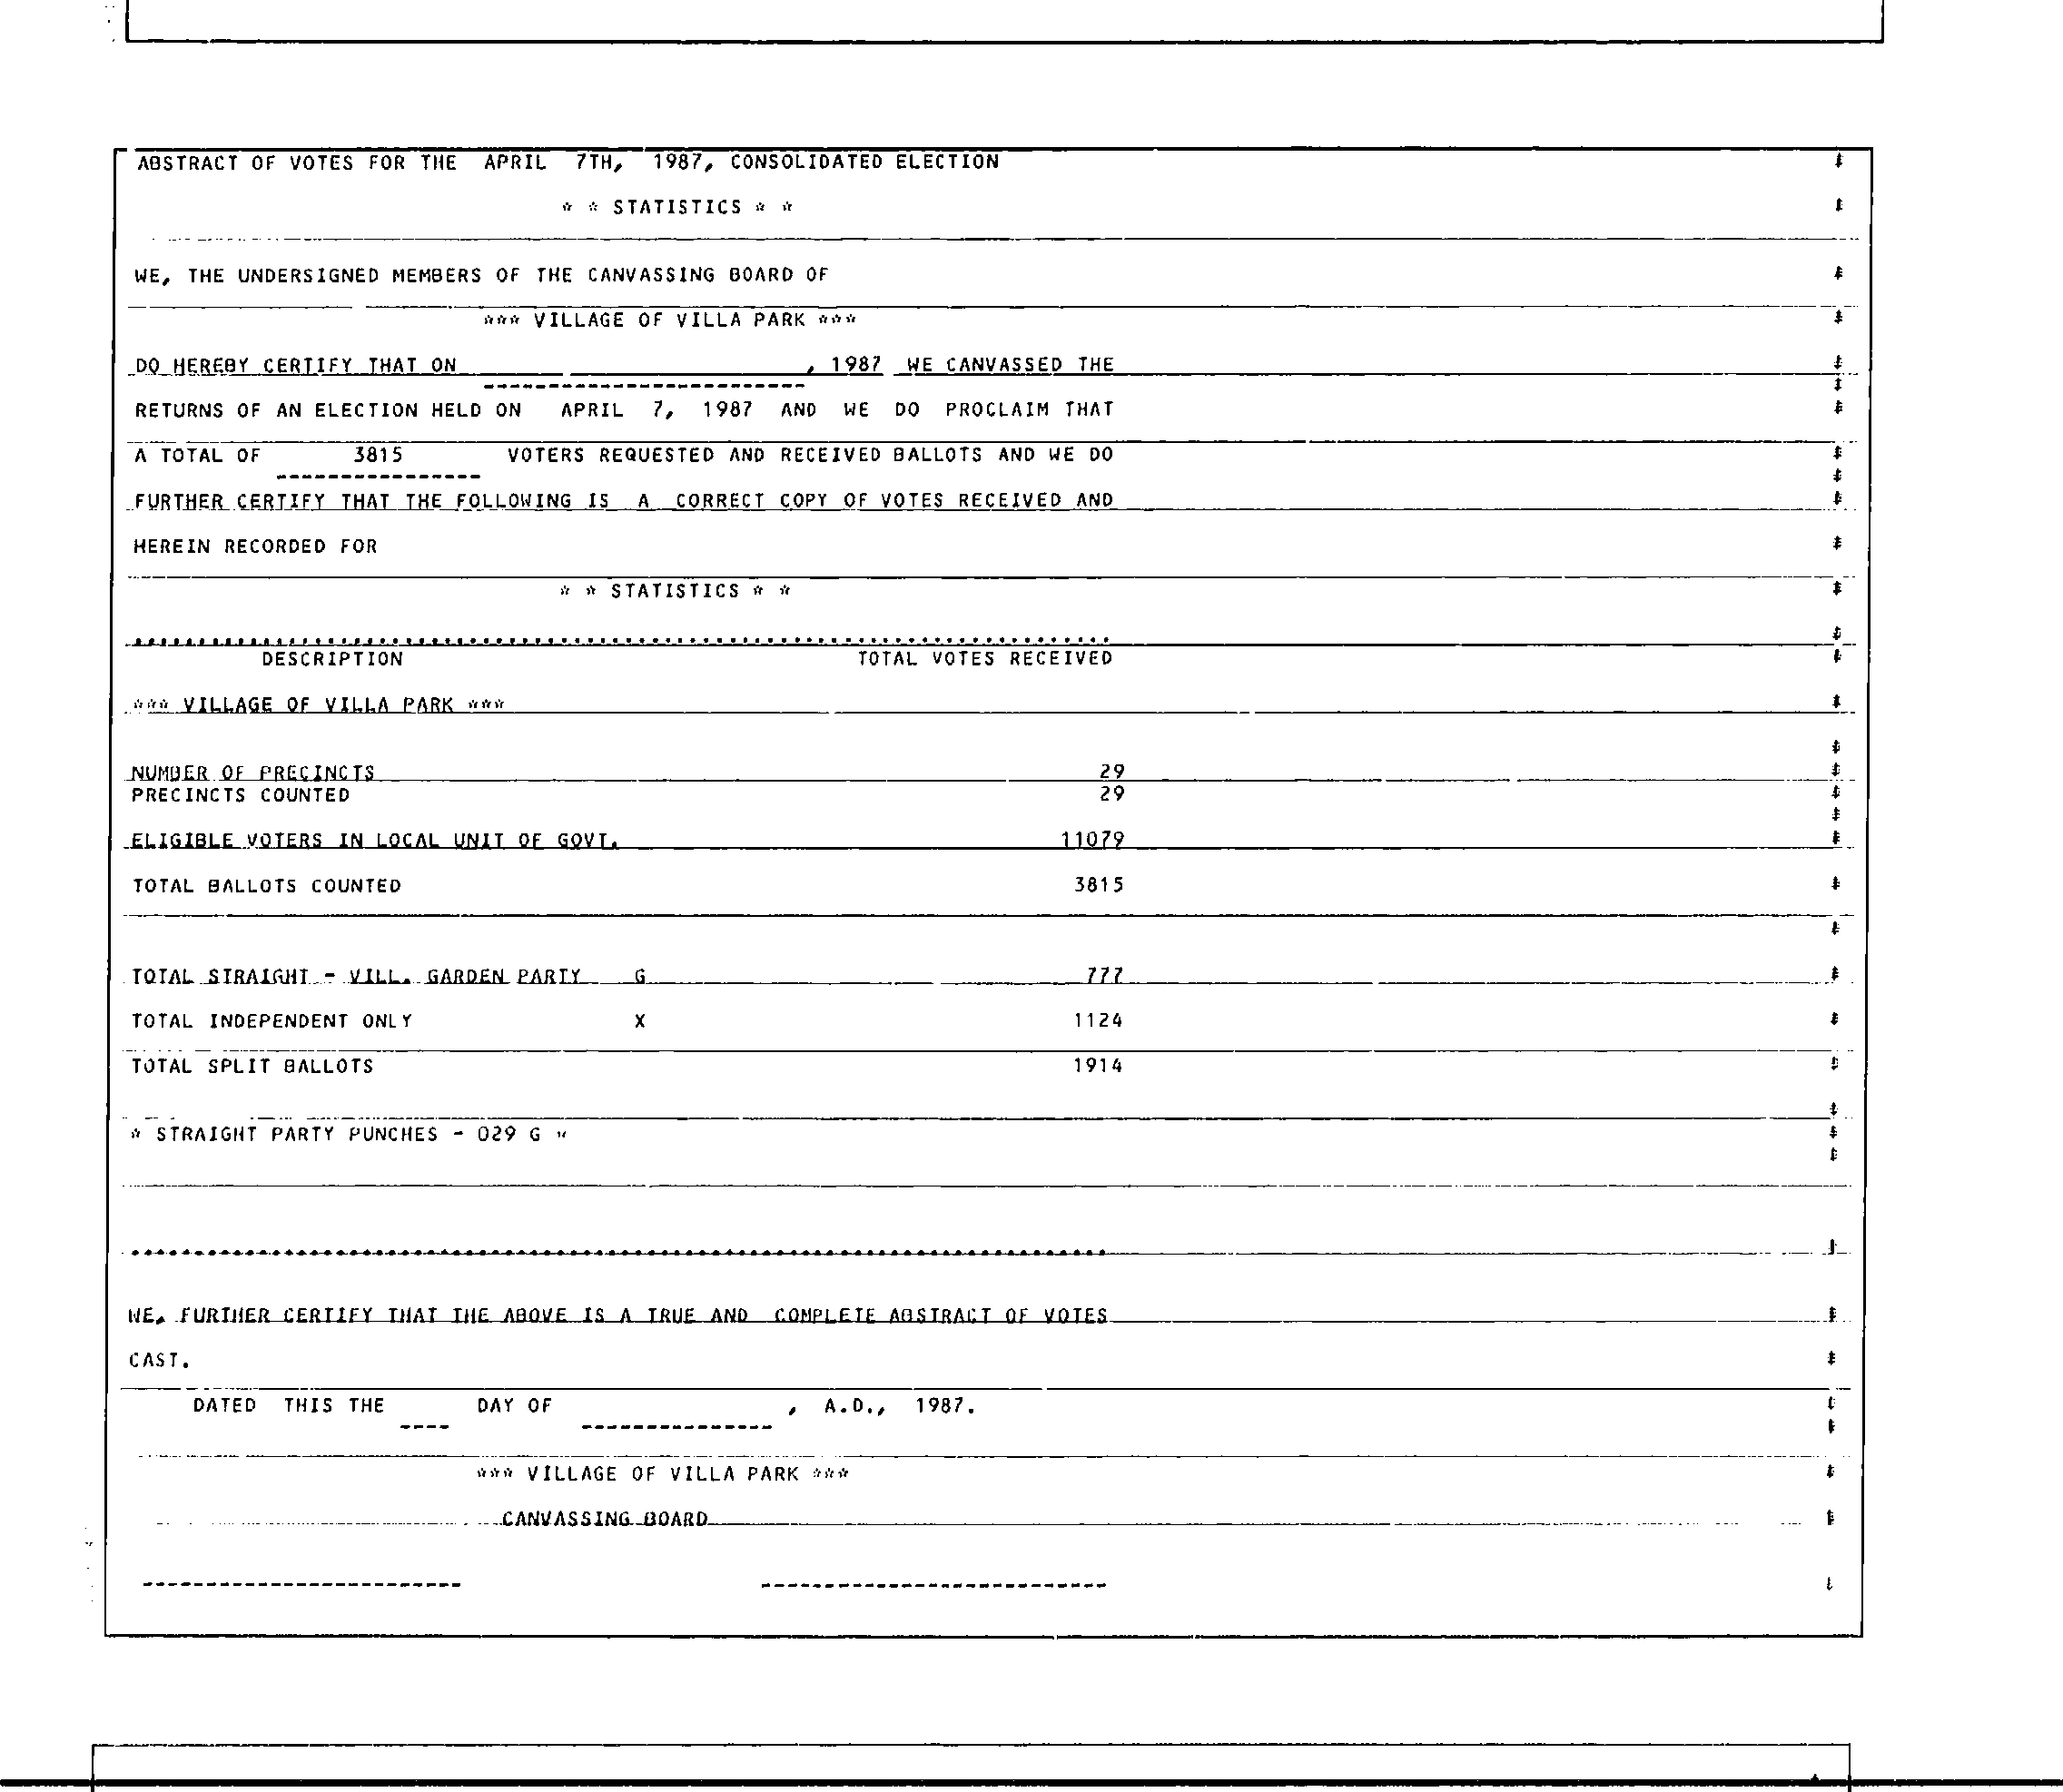 ABSTRACT OF VOTES FOR THE APRIL 7TH, 1987, CONSOLIDATED ELECTION
* * STATISTICS * *
WE, THE UNDERSIGNED MEMBERS OF THE CANVASSING BOARD OF
*** VILLAGE OF VILLA PARK ***
DO HEREBY CERTIFY THAT ON , 1987 WE CANVASSED THE
RETURNS OF AN ELECTION HELD ON APRIL 7, 1987 AND WE DO PROCLAIM THAT
A TOTAL OF 3815 VOTERS REQUESTED AND RECEIVED BALLOTS AND WE DO
FURTHER CERTIFY THAT THE FOLLOWING IS A CORRECT COPY OF VOTES RECEIVED AND
HEREIN RECORDED FOR
* * STATISTICS * *
DESCRIPTION TOTAL VOTES RECEIVED
*** VILLAGE OF VILLA PARK ***
NUMBER OF PRECINCTS 29
PRECINCTS COUNTED 29
ELIGIBLE VOTERS IN LOCAL UNIT OF GOVT. 11079
TOTAL BALLOTS COUNTED 3815
TOTAL STRAIGHT - VILL. GARDEN PARTY G 777
TOTAL INDEPENDENT ONLY X 1124
TOTAL SPLIT BALLOTS 1914
* STRAIGHT PARTY PUNCHES - 029 G *
WE, FURTHER CERTIFY THAT THE ABOVE IS A TRUE AND COMPLETE ABSTRACT OF VOTES
CAST.
DATED THIS THE ---- DAY OF --------------- , A.D., 1987.
*** VILLAGE OF VILLA PARK ***
CANVASSING BOARD